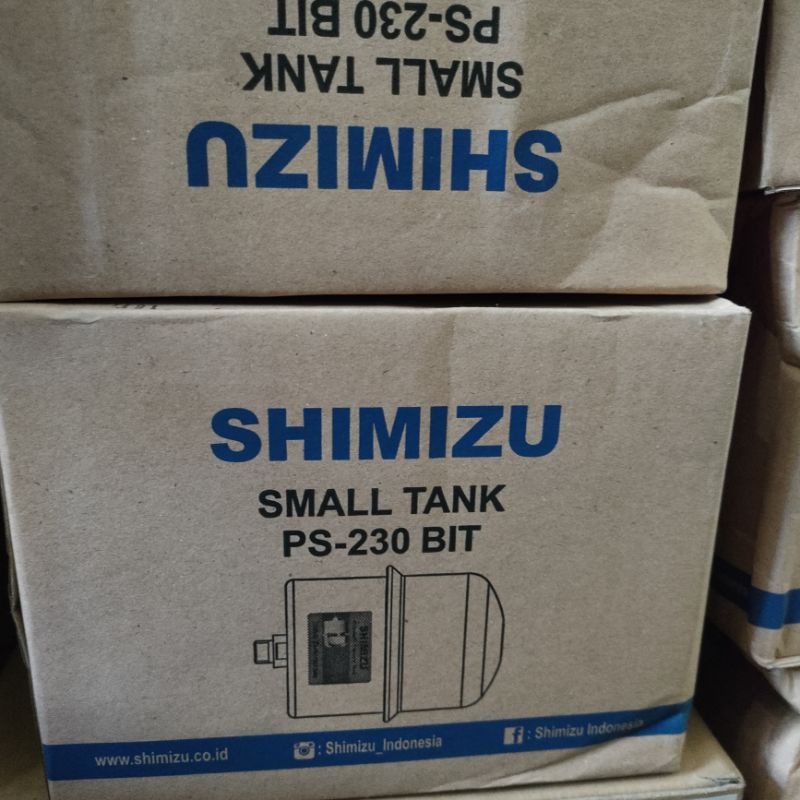 PS-230 BIT
SMALL TANK
SHIMIZU
SHIMIZU
SMALL TANK
PS-230 BIT
SHIMIZU
www.shimizu.co.id
: Shimizu_Indonesia
f : Shimizu Indonesia